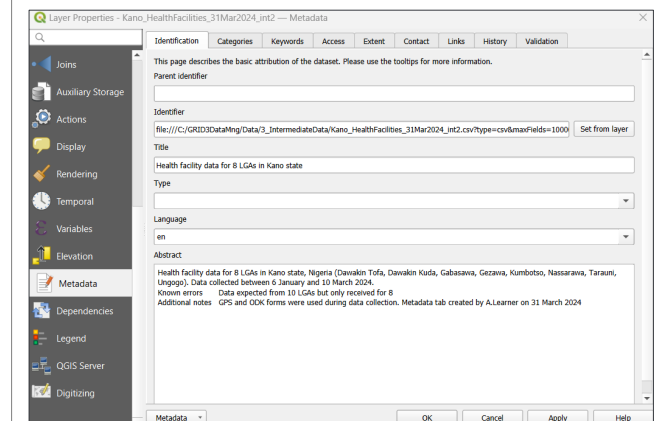 Layer Properties - Kano_HealthFacilities_31Mar2024_int2 — Metadata
Identification Categories Keywords Access Extent Contact Links History Validation
Joins
Auxiliary Storage
Actions
Display
Rendering
Temporal
Variables
Elevation
Metadata
Dependencies
Legend
QGIS Server
Digitizing
This page describes the basic attribution of the dataset. Please use the tooltips for more information.
Parent identifier
Identifier
file:///C:/GRID3DataMng/Data/3_IntermediateData/Kano_HealthFacilities_31Mar2024_int2.csv?type=csv&maxFields=1000 Set from layer
Title
Health facility data for 8 LGAs in Kano state
Type
Language
en
Abstract
Health facility data for 8 LGAs in Kano state, Nigeria (Dawakin Tofa, Dawakin Kuda, Gabasawa, Gezawa, Kumbotso, Nassarawa, Tarauni,
Ungogo). Data collected between 6 January and 10 March 2024.
Known errors Data expected from 10 LGAs but only received for 8
Additional notes GPS and ODK forms were used during data collection. Metadata tab created by A.Learner on 31 March 2024
Metadata OK Cancel Apply Help